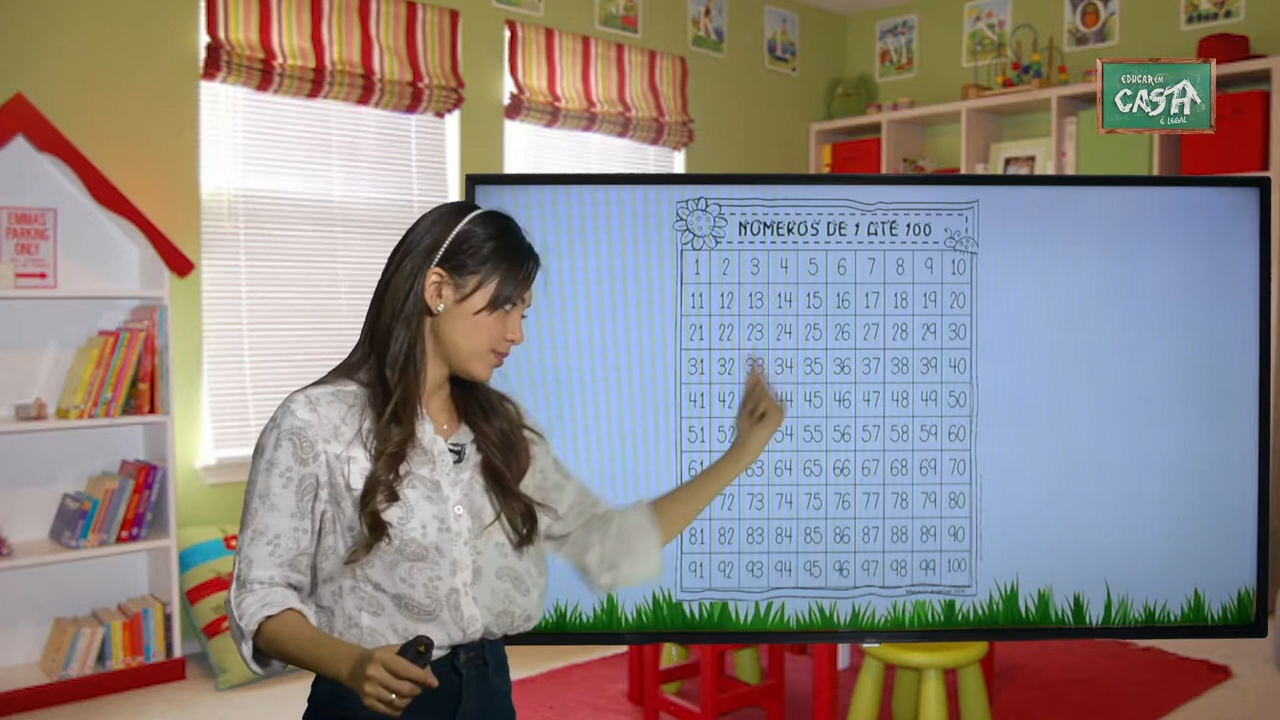 EDUCAR EM
CASA
É LEGAL
EMMAS
PARKING
ONLY
NÚMEROS DE 1 ATÉ 100
1 2 3 4 5 6 7 8 9 10
11 12 13 14 15 16 17 18 19 20
21 22 23 24 25 26 27 28 29 30
31 32 33 34 35 36 37 38 39 40
41 42 44 45 46 47 48 49 50
51 52 54 55 56 57 58 59 60
61 63 64 65 66 67 68 69 70
72 73 74 75 76 77 78 79 80
81 82 83 84 85 86 87 88 89 90
91 92 93 94 95 96 97 98 99 100